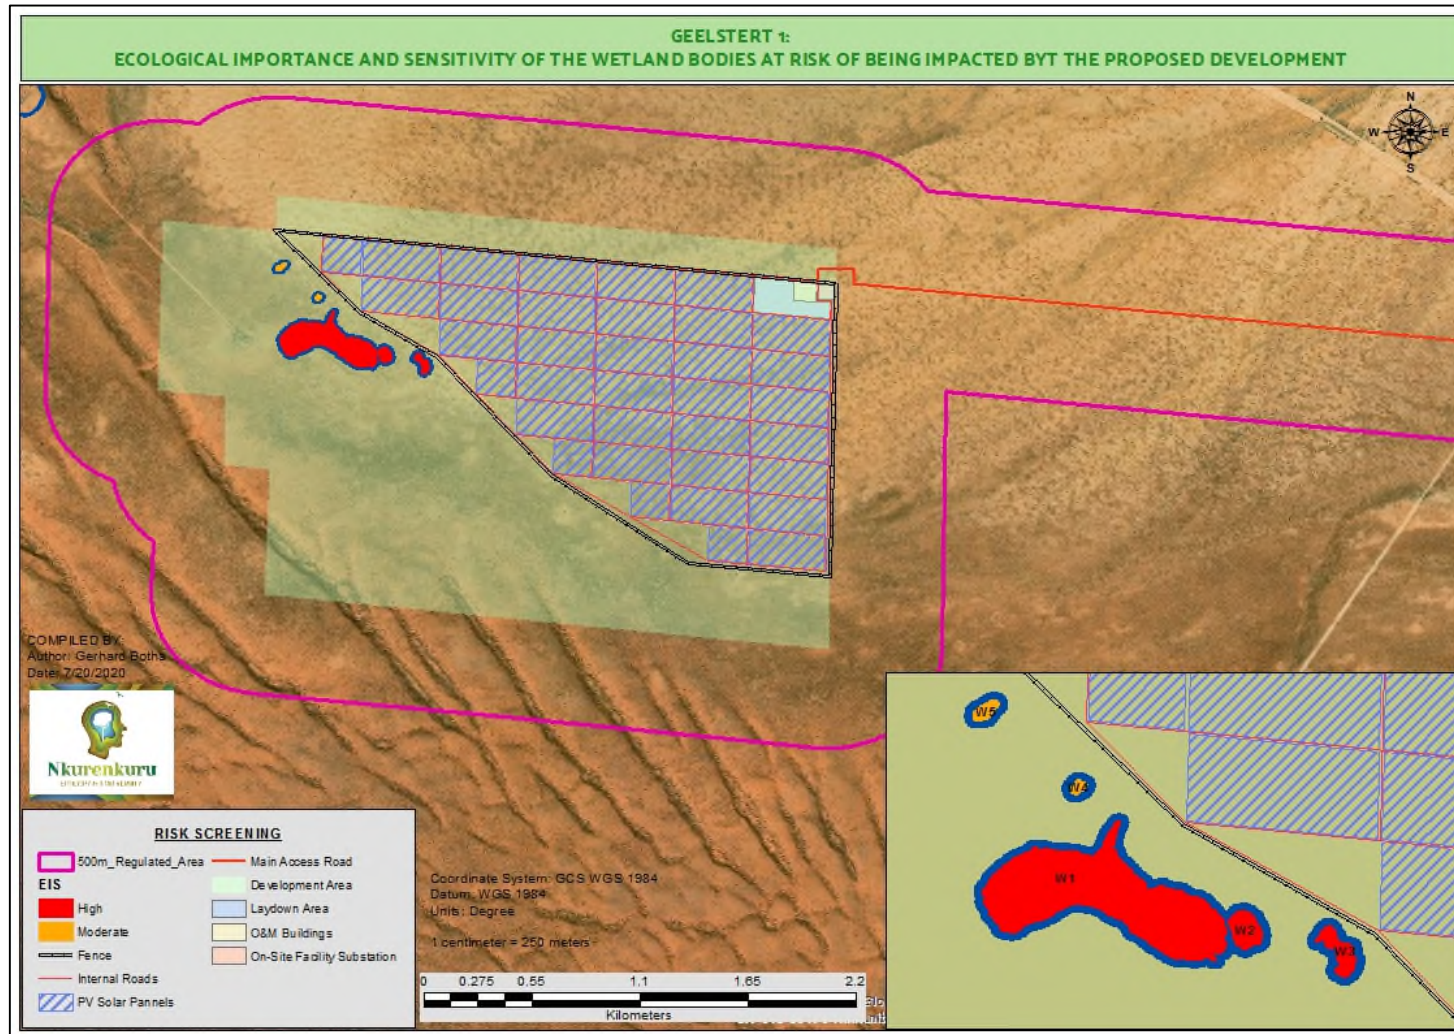 GEELSTERT 1:
ECOLOGICAL IMPORTANCE AND SENSITIVITY OF THE WETLAND BODIES AT RISK OF BEING IMPACTED BYT THE PROPOSED DEVELOPMENT
N
W E
S
COMPILED BY:
Author: Gerhard Botha
Date: 7/20/2020
Nkurenkuru
RISK SCREENING
500m_Regulated_Area
EIS
High
Moderate
Fence
Internal Roads
PV Solar Pannels
Main Access Road
Development Area
Laydown Area
O&M Buildings
On-Site Facility Substation
Coordinate System: GCS WGS 1984
Datum: WGS 1984
Units: Degree
1 centimeter = 250 meters
0 0.275 0.55 1.1 1.65 2.2
Kilometers
W5
W4
W1
W2
W3